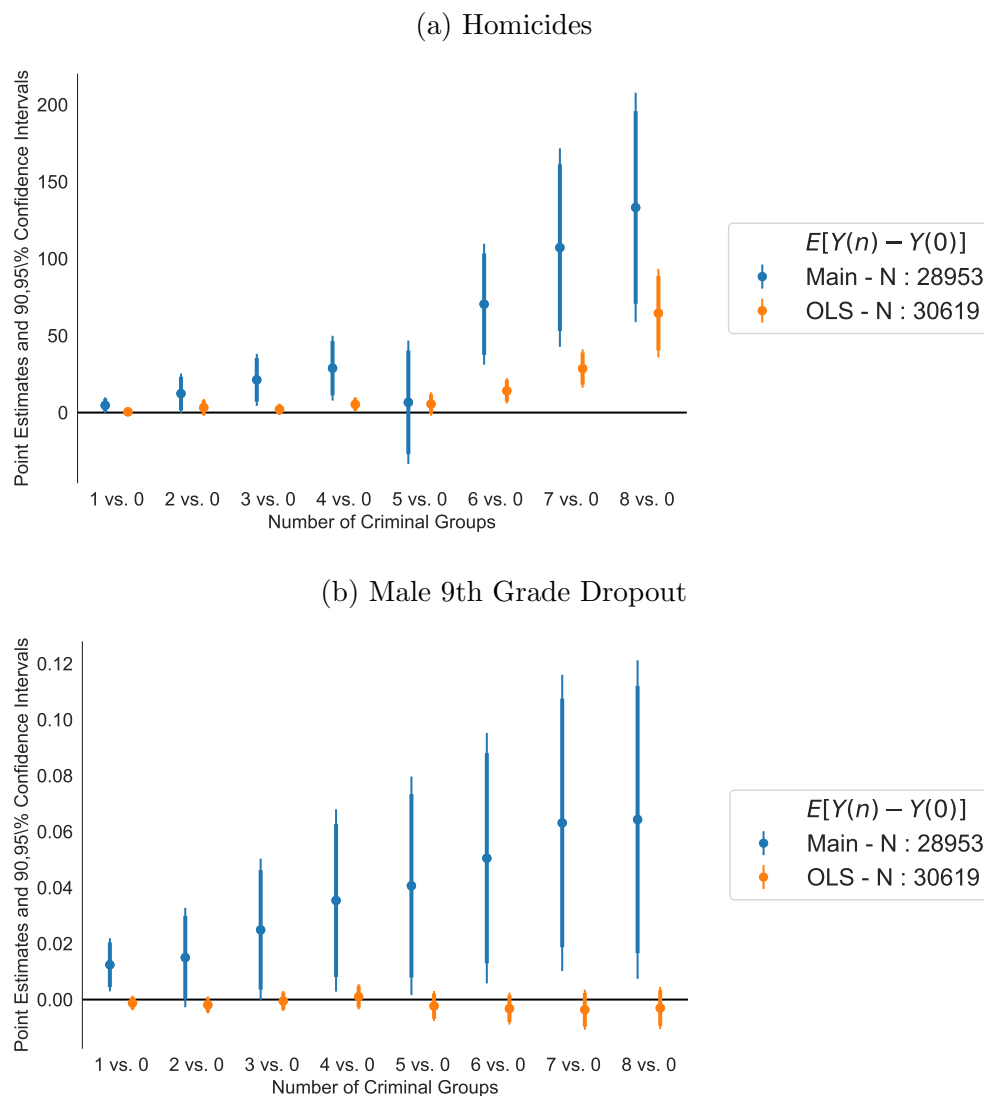 (a) Homicides
Point Estimates and 90,95\% Confidence Intervals
200
150
100
50
0
1 vs. 0 2 vs. 0 3 vs. 0 4 vs. 0 5 vs. 0 6 vs. 0 7 vs. 0 8 vs. 0
Number of Criminal Groups
E[Y(n) − Y(0)]
Main - N : 28953
OLS - N : 30619
(b) Male 9th Grade Dropout
Point Estimates and 90,95\% Confidence Intervals
0.12
0.10
0.08
0.06
0.04
0.02
0.00
1 vs. 0 2 vs. 0 3 vs. 0 4 vs. 0 5 vs. 0 6 vs. 0 7 vs. 0 8 vs. 0
Number of Criminal Groups
E[Y(n) − Y(0)]
Main - N : 28953
OLS - N : 30619